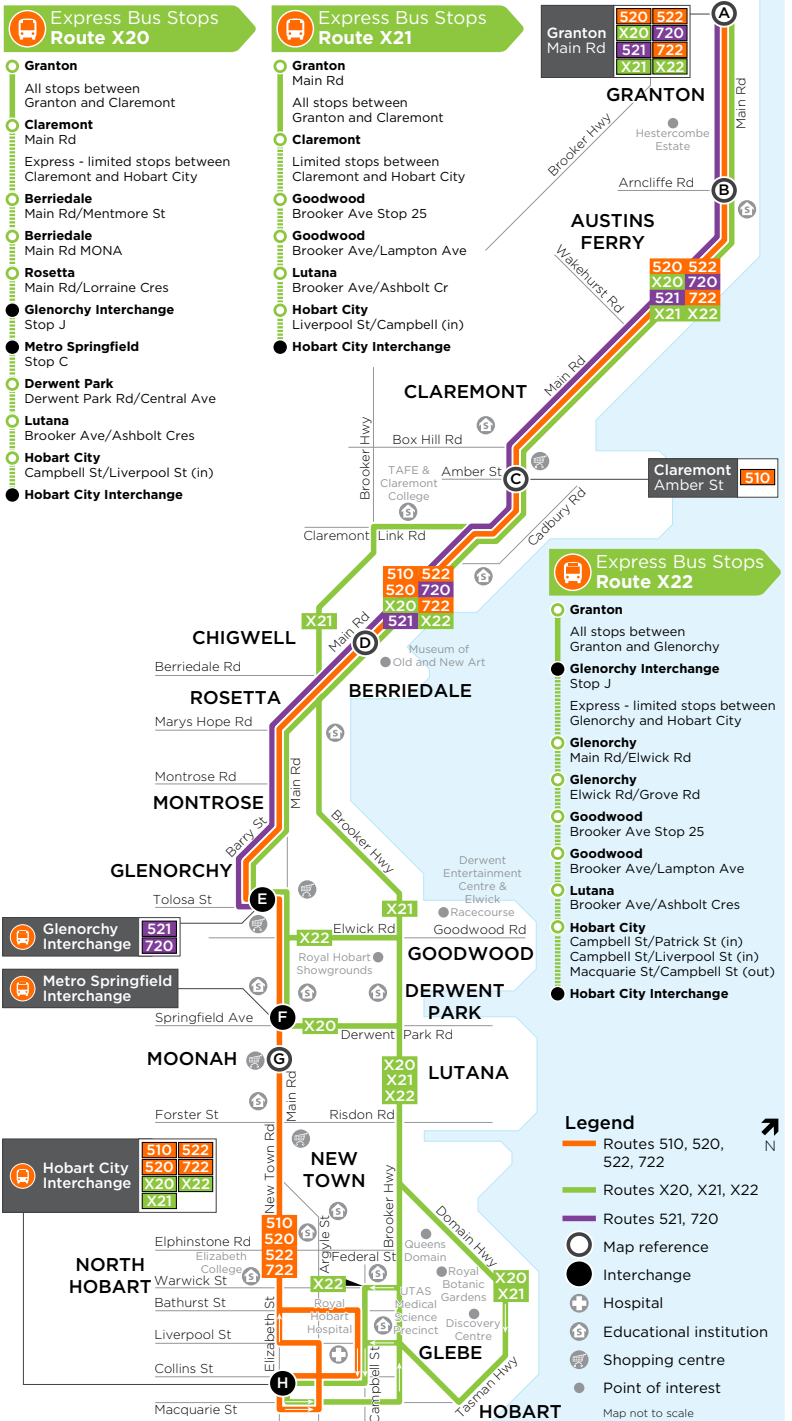 Express Bus Stops
Route X20
Granton
All stops between
Granton and Claremont
Claremont
Main Rd
Express - limited stops between
Claremont and Hobart City
Berriedale
Main Rd/Mentmore St
Berriedale
Main Rd MONA
Rosetta
Main Rd/Lorraine Cres
Glenorchy Interchange
Stop J
Metro Springfield
Stop C
Derwent Park
Derwent Park Rd/Central Ave
Lutana
Brooker Ave/Ashbolt Cres
Hobart City
Campbell St/Liverpool St (in)
Hobart City Interchange
Express Bus Stops
Route X21
Granton
Main Rd
All stops between
Granton and Claremont
Claremont
Limited stops between
Claremont and Hobart City
Goodwood
Brooker Ave Stop 25
Goodwood
Brooker Ave/Lampton Ave
Lutana
Brooker Ave/Ashbolt Cr
Hobart City
Liverpool St/Campbell (in)
Hobart City Interchange
Granton
Main Rd
520 522
X20 720
521 722
X21 X22
A
GRANTON
Main Rd
Brooker Hwy
Hestercombe
Estate
Arncliffe Rd
B
AUSTINS
FERRY
Wakehurst Rd
520 522
X20 720
521 722
X21 X22
Main Rd
CLAREMONT
Brooker Hwy
Box Hill Rd
TAFE &
Claremont
College
Amber St
C
Claremont
Amber St
510
Cadbury Rd
Claremont Link Rd
510 522
520 720
X20 722
521 X22
X21
CHIGWELL
Main Rd
D
Museum of
Old and New Art
Berriedale Rd
ROSETTA
BERRIEDALE
Marys Hope Rd
Montrose Rd
Main Rd
MONTROSE
Barry St
Brooker Hwy
GLENORCHY
Tolosa St
E
Glenorchy
Interchange
521
720
Derwent
Entertainment
Centre &
Elwick
Racecourse
X21
X22
Elwick Rd
Goodwood Rd
Royal Hobart
Showgrounds
GOODWOOD
Metro Springfield
Interchange
DERWENT
PARK
Springfield Ave
F
X20
Derwent Park Rd
MOONAH
G
Main Rd
X20
X21
X22
LUTANA
Forster St
Risdon Rd
Hobart City
Interchange
510 522
520 722
X20 X22
X21
New Town Rd
NEW
TOWN
Argyle St
Brooker Hwy
Domain Hwy
Elphinstone Rd
510
520
522
722
Federal St
Queens
Domain
NORTH
HOBART
Elizabeth
College
Warwick St
X22
Royal
Botanic
Gardens
X20
X21
Bathurst St
Royal
Hobart
Hospital
UTAS
Medical
Science
Precinct
Discovery
Centre
Liverpool St
Elizabeth St
GLEBE
Collins St
H
Campbell St
Macquarie St
Tasman Hwy
HOBART
Express Bus Stops
Route X22
Granton
All stops between
Granton and Glenorchy
Glenorchy Interchange
Stop J
Express - limited stops between
Glenorchy and Hobart City
Glenorchy
Main Rd/Elwick Rd
Glenorchy
Elwick Rd/Grove Rd
Goodwood
Brooker Ave Stop 25
Goodwood
Brooker Ave/Lampton Ave
Lutana
Brooker Ave/Ashbolt Cres
Hobart City
Campbell St/Patrick St (in)
Campbell St/Liverpool St (in)
Macquarie St/Campbell St (out)
Hobart City Interchange
Legend
N
Routes 510, 520,
522, 722
Routes X20, X21, X22
Routes 521, 720
Map reference
Interchange
Hospital
Educational institution
Shopping centre
Point of interest
Map not to scale